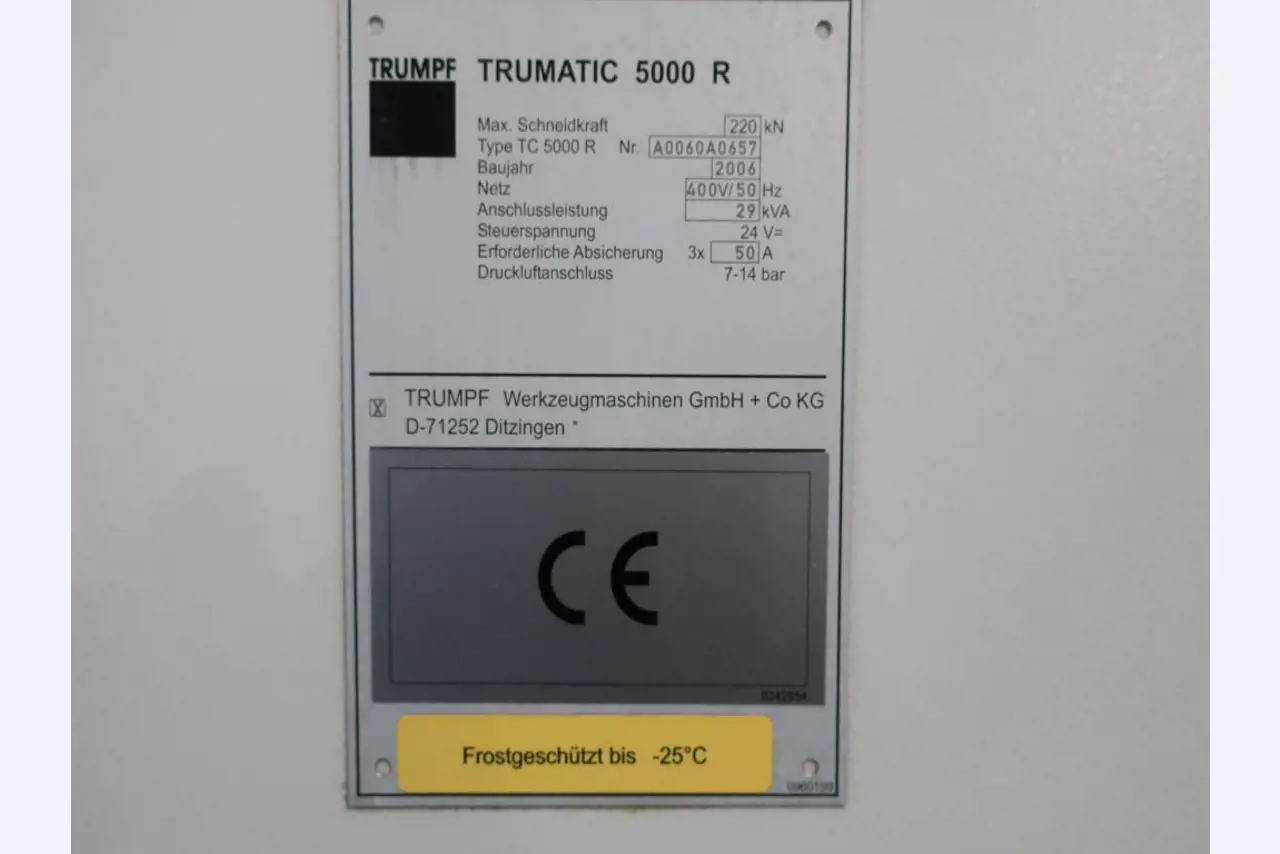 TRUMPF TRUMATIC 5000 R
Max. Schneidkraft 220 kN
Type TC 5000 R Nr. A0060A0657
Baujahr 2006
Netz 400V/50 Hz
Anschlussleistung 29 kVA
Steuerspannung 24 V=
Erforderliche Absicherung 3x 50 A
Druckluftanschluss 7-14 bar
TRUMPF Werkzeugmaschinen GmbH + Co KG
D-71252 Ditzingen
CE
Frostgeschützt bis -25°C